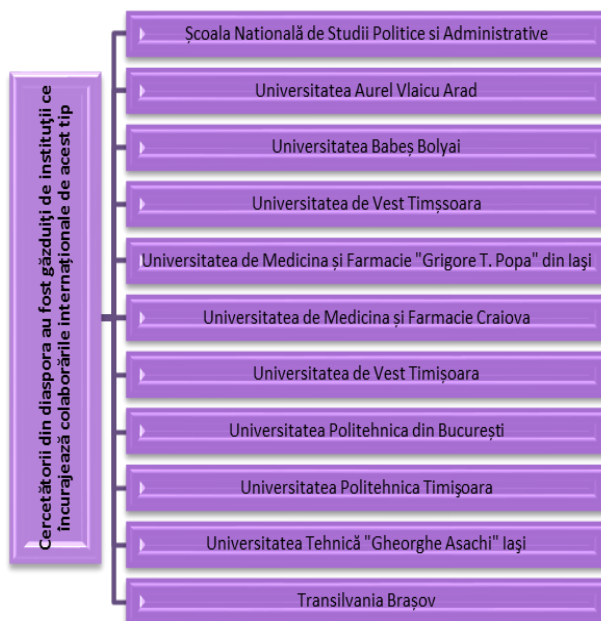 Cercetătorii din diaspora au fost găzduiți de instituții ce
încurajează colaborările internaționale de acest tip
Școala Națională de Studii Politice si Administrative
Universitatea Aurel Vlaicu Arad
Universitatea Babeș Bolyai
Universitatea de Vest Timșsoara
Universitatea de Medicina și Farmacie "Grigore T. Popa" din Iași
Universitatea de Medicina și Farmacie Craiova
Universitatea de Vest Timișoara
Universitatea Politehnica din București
Universitatea Politehnica Timişoara
Universitatea Tehnică "Gheorghe Asachi" Iaşi
Transilvania Brașov